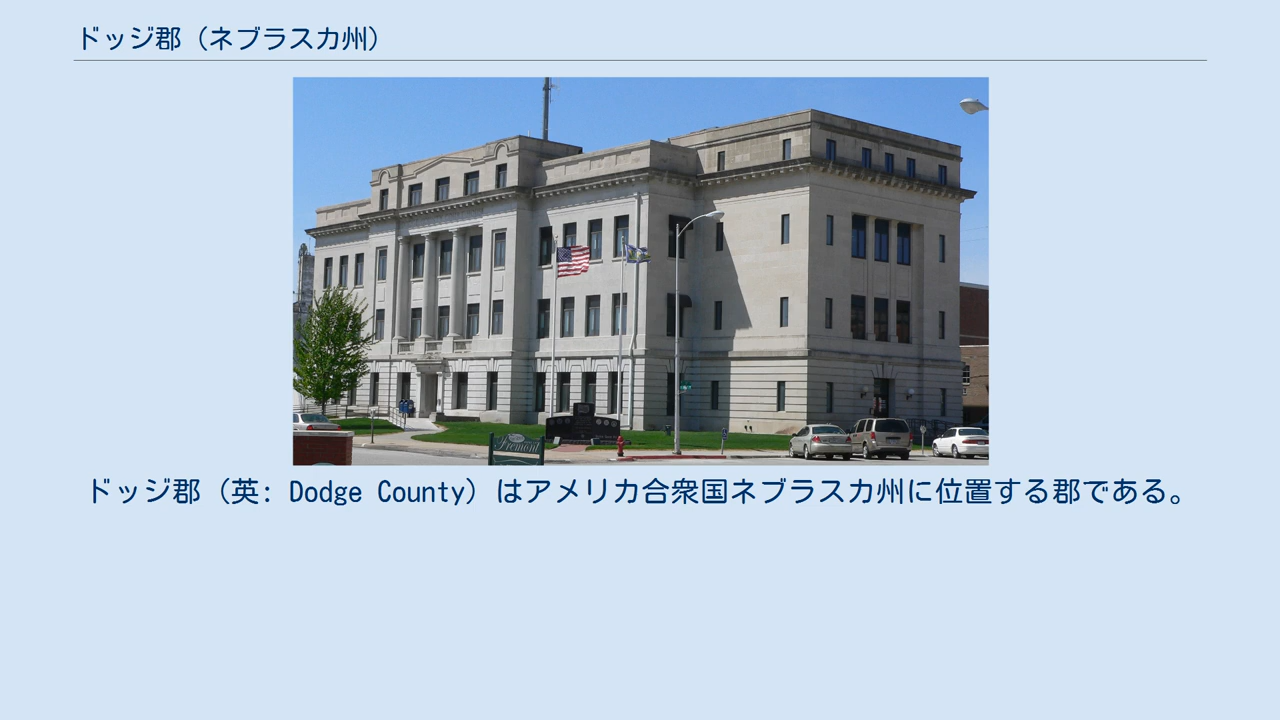 ドッジ郡（ネブラスカ州）
Fremont
ドッジ郡（英: Dodge County）はアメリカ合衆国ネブラスカ州に位置する郡である。